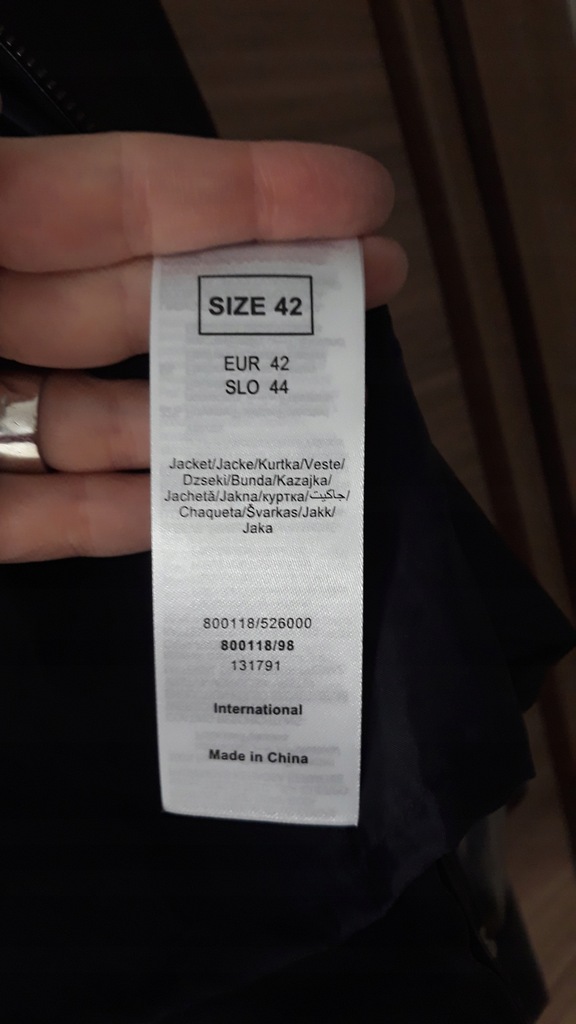 SIZE 42
EUR 42
SLO 44
Jacket/Jacke/Kurtka/Veste/
Dzseki/Bunda/Kazajka/
Jachetă/Jakna/куртка/جاكيت/
Chaqueta/Švarkas/Jakk/
Jaka
800118/526000
800118/98
131791
International
Made in China